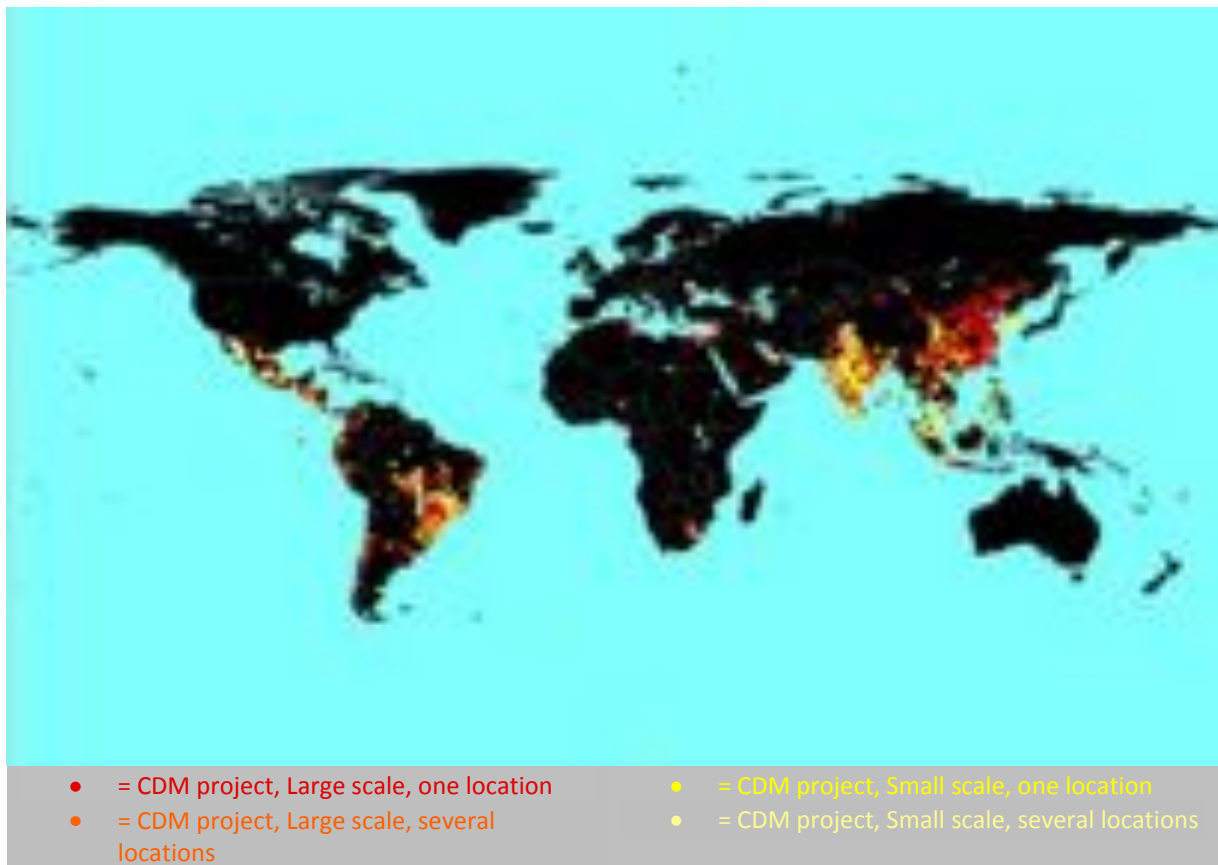 • = CDM project, Large scale, one location
• = CDM project, Large scale, several
locations
• = CDM project, Small scale, one location
• = CDM project, Small scale, several locations